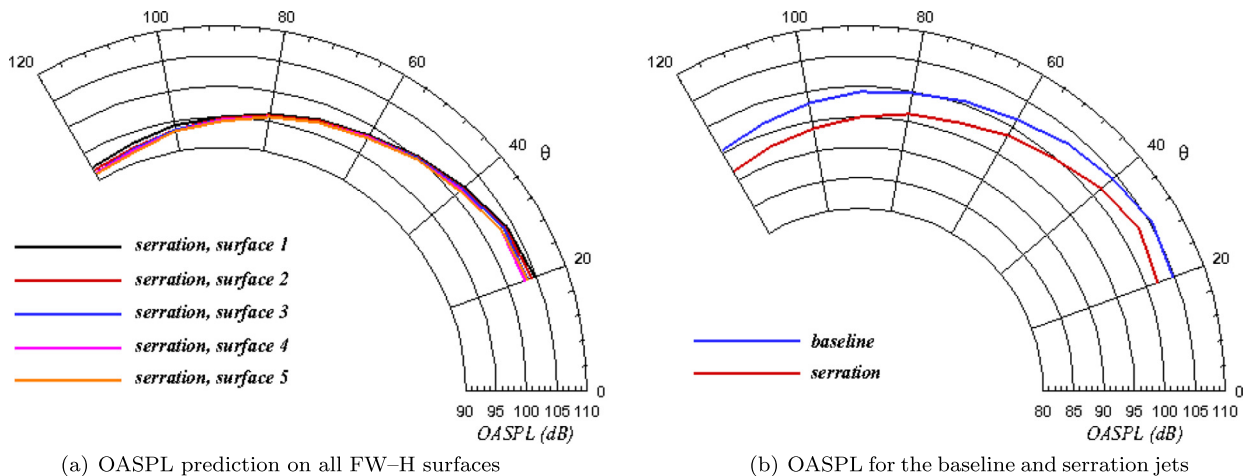 120
100
80
60
40
θ
20
0
serration, surface 1
serration, surface 2
serration, surface 3
serration, surface 4
serration, surface 5
90 95 100 105 110
OASPL (dB)
(a) OASPL prediction on all FW–H surfaces
120
100
80
60
40
θ
20
0
baseline
serration
80 85 90 95 100 105 110
OASPL (dB)
(b) OASPL for the baseline and serration jets